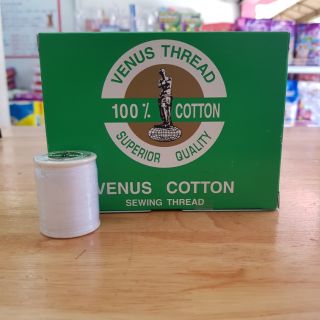 VENUS THREAD
100% COTTON
SUPERIOR QUALITY
VENUS COTTON
SEWING THREAD